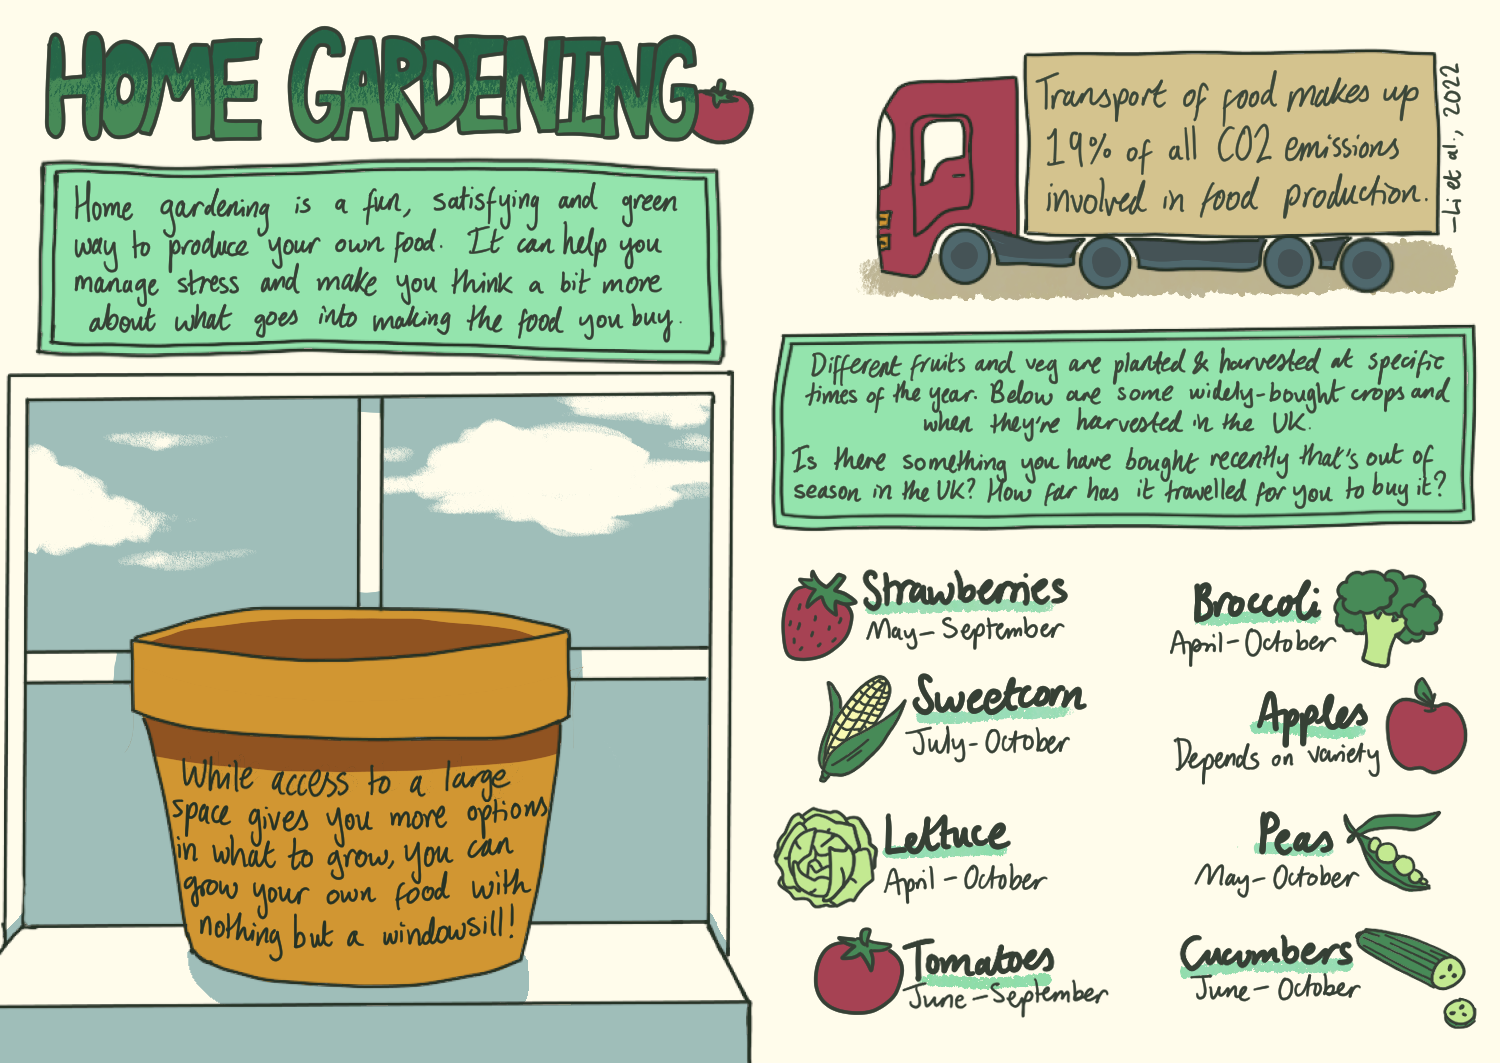 HOME GARDENING
Home gardening is a fun, satisfying and green
way to produce your own food. It can help you
manage stress and make you think a bit more
about what goes into making the food you buy.
While access to a large
space gives you more options
in what to grow, you can
grow your own food with
nothing but a windowsill!
Transport of food makes up
19% of all CO2 emissions
involved in food production.
-Li et al., 2022
Different fruits and veg are planted & harvested at specific
times of the year. Below are some widely-bought crops and
when they're harvested in the UK.
Is there something you have bought recently that's out of
season in the UK? How far has it travelled for you to buy it?
Strawberries
May-September
Broccoli
April-October
Sweetcorn
July-October
Apples
Depends on variety
Lettuce
April-October
Peas
May-October
Tomatoes
June-September
Cucumbers
June-October